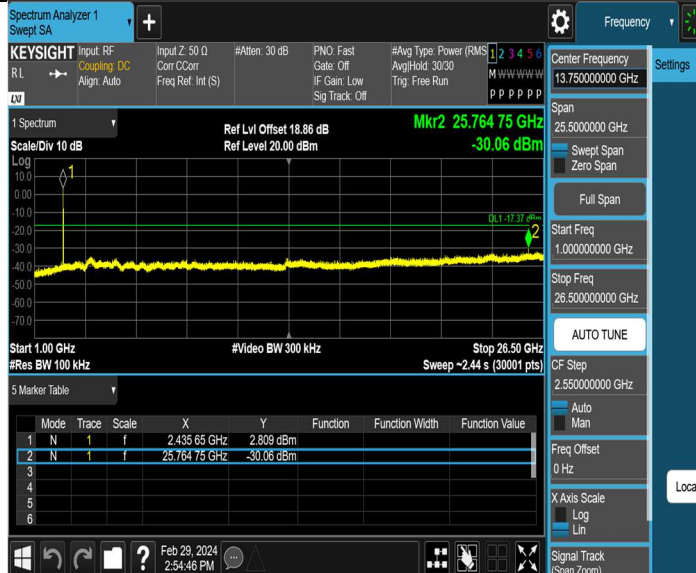 Spectrum Analyzer 1
Swept SA
Frequency
KEYSIGHT
RL
LXI
Input: RF
Coupling: DC
Align: Auto
Input Z: 50 Ω
Corr CCorr
Freq Ref: Int (S)
#Atten: 30 dB
PNO: Fast
Gate: Off
IF Gain: Low
Sig Track: Off
#Avg Type: Power (RMS
Avg|Hold: 30/30
Trig: Free Run
1 2 3 4 5 6
M W W W W W
P P P P P P
Center Frequency
13.750000000 GHz
Settings
Span
25.5000000 GHz
Swept Span
Zero Span
Full Span
Start Freq
1.000000000 GHz
Stop Freq
26.500000000 GHz
AUTO TUNE
CF Step
2.550000000 GHz
Auto
Man
Freq Offset
0 Hz
X Axis Scale
Log
Lin
Signal Track
(Span Zoom)
Loca
1 Spectrum
Scale/Div 10 dB
Ref Lvl Offset 18.86 dB
Ref Level 20.00 dBm
Mkr2 25.764 75 GHz
-30.06 dBm
Log
10.0
0.00
-10.0
-20.0
-30.0
-40.0
-50.0
-60.0
-70.0
1
DL1 -17.37 dBm
2
Start 1.00 GHz
#Res BW 100 kHz
#Video BW 300 kHz
Stop 26.50 GHz
Sweep ~2.44 s (30001 pts)
5 Marker Table
Mode Trace Scale X Y Function Function Width Function Value
1 N 1 f 2.435 65 GHz 2.809 dBm
2 N 1 f 25.764 75 GHz -30.06 dBm
3
4
5
6
Feb 29, 2024
2:54:46 PM